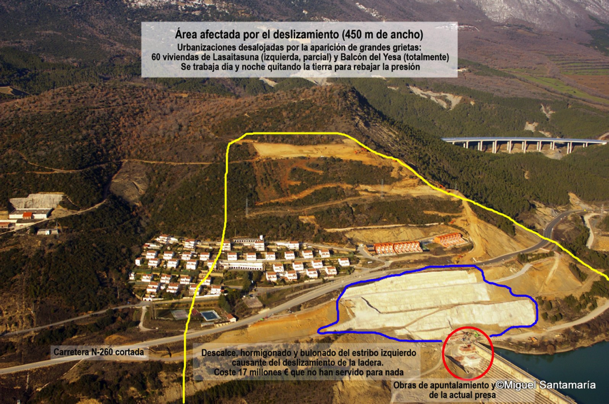 Área afectada por el deslizamiento (450 m de ancho)
Urbanizaciones desalojadas por la aparición de grandes grietas:
60 viviendas de Lasaitasuna (izquierda, parcial) y Balcón del Yesa (totalmente)
Se trabaja día y noche quitando la tierra para rebajar la presión
Carretera N-260 cortada
Descalce, hormigonado y bulonado del estribo izquierdo
causante del deslizamiento de la ladera.
Coste 17 millones € que no han servido para nada
Obras de apuntalamiento y
de la actual presa
©Miguel Santamaría